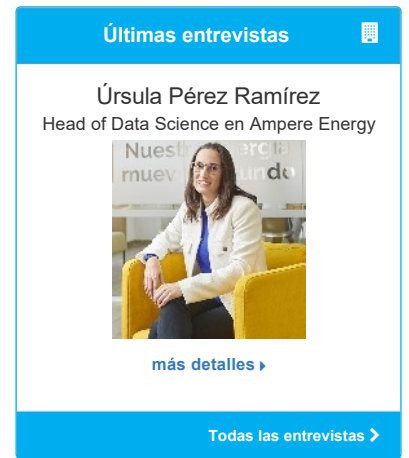 Últimas entrevistas
Úrsula Pérez Ramírez
Head of Data Science en Ampere Energy
más detalles
Todas las entrevistas